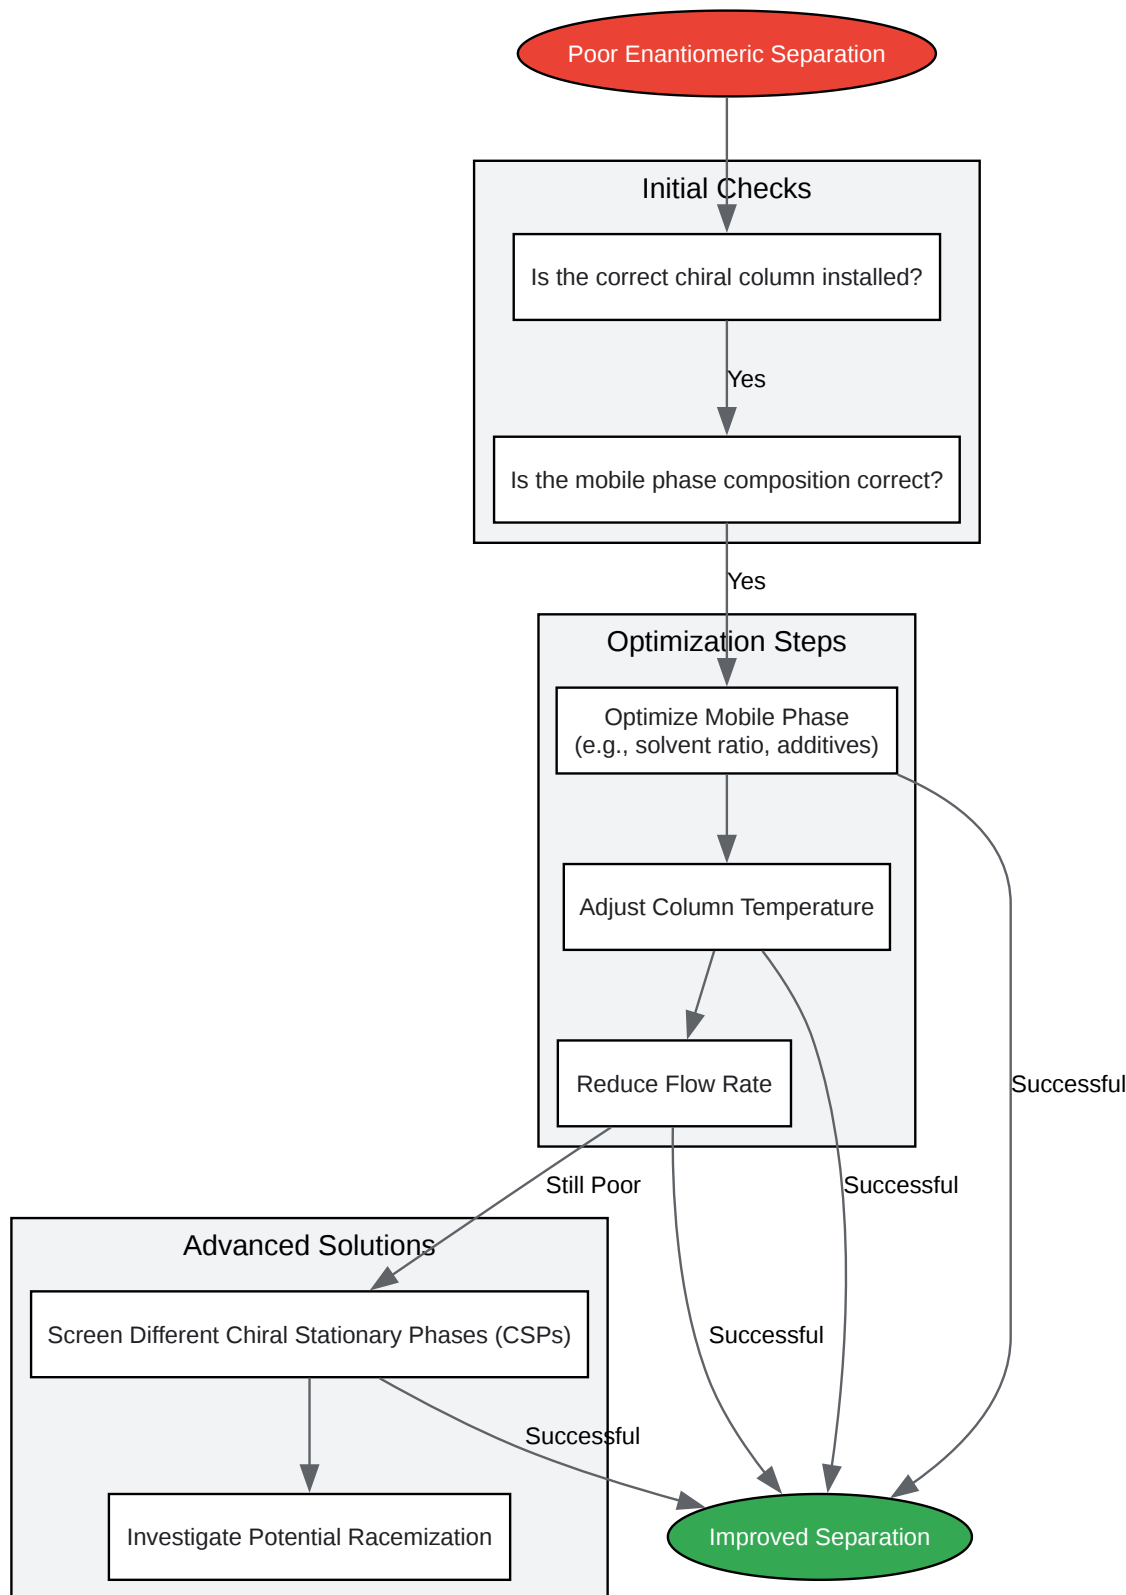 Poor Enantiomeric Separation
Initial Checks
Is the correct chiral column installed?
Yes
Is the mobile phase composition correct?
Yes
Optimization Steps
Optimize Mobile Phase
(e.g., solvent ratio, additives)
Adjust Column Temperature
Reduce Flow Rate
Successful
Still Poor
Successful
Advanced Solutions
Screen Different Chiral Stationary Phases (CSPs)
Successful
Successful
Investigate Potential Racemization
Improved Separation